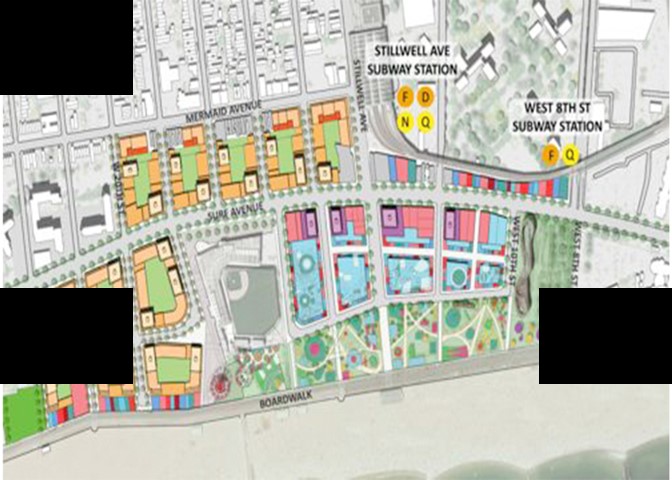 STILLWELL AVE
SUBWAY STATION
F D
N Q
WEST 8TH ST
SUBWAY STATION
F Q
STILLWELL AVE
MERMAID AVENUE
SURF AVENUE
WEST 10TH ST
WEST 8TH ST
BOARDWALK